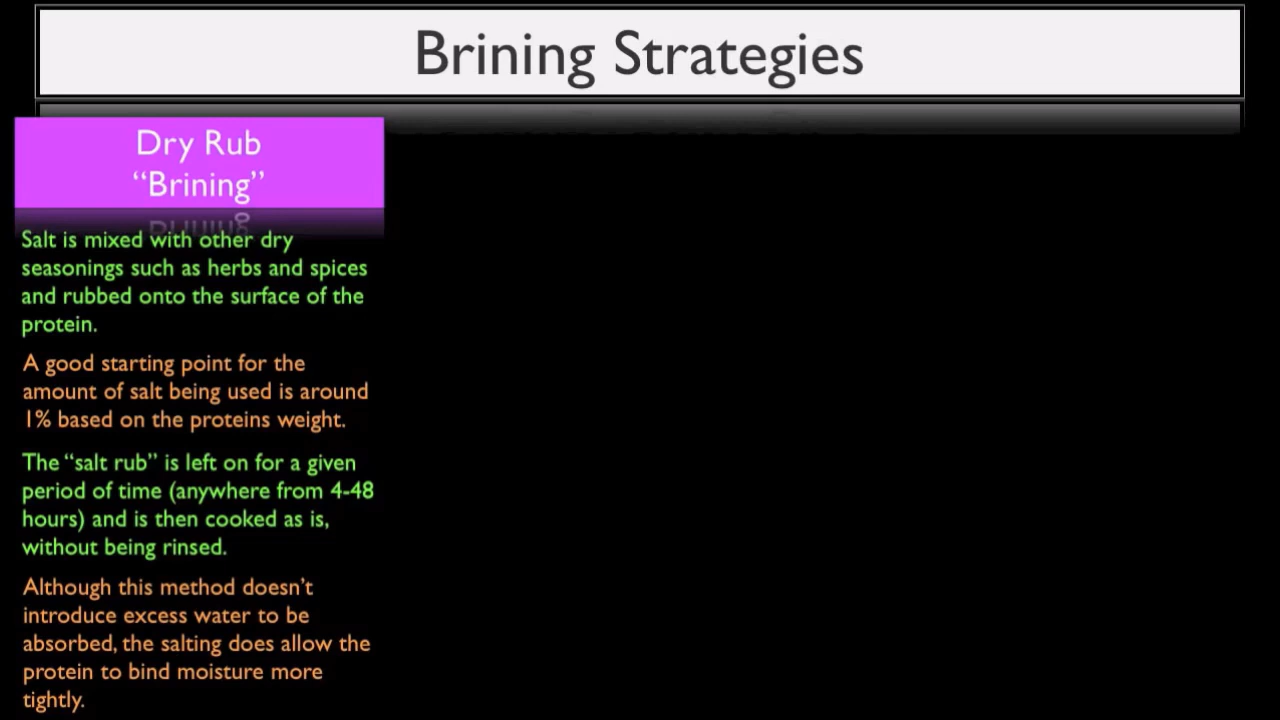 Brining Strategies
Dry Rub
“Brining”
Salt is mixed with other dry
seasonings such as herbs and spices
and rubbed onto the surface of the
protein.
A good starting point for the
amount of salt being used is around
1% based on the proteins weight.
The “salt rub” is left on for a given
period of time (anywhere from 4-48
hours) and is then cooked as is,
without being rinsed.
Although this method doesn’t
introduce excess water to be
absorbed, the salting does allow the
protein to bind moisture more
tightly.